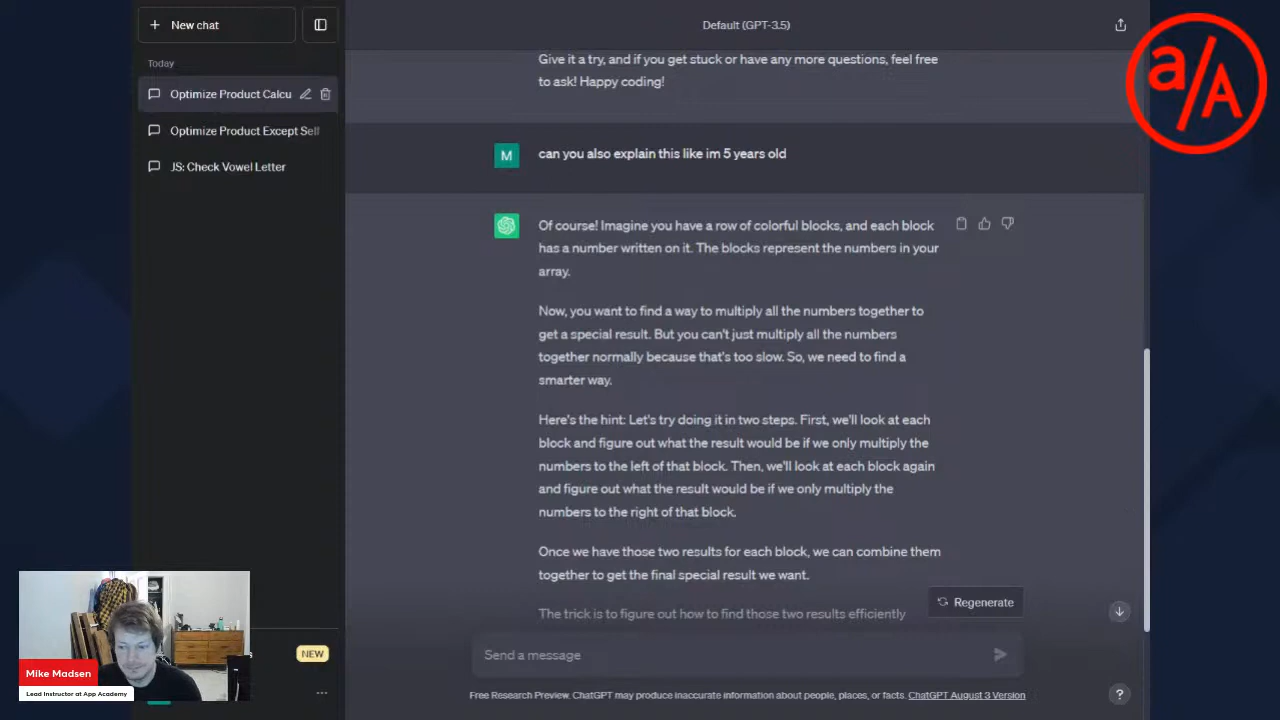 New chat
Today
Optimize Product Calcu
Optimize Product Except Self
JS: Check Vowel Letter
NEW
Default (GPT-3.5)
Give it a try, and if you get stuck or have any more questions, feel free
to ask! Happy coding!
M
can you also explain this like im 5 years old
Of course! Imagine you have a row of colorful blocks, and each block
has a number written on it. The blocks represent the numbers in your
array.
Now, you want to find a way to multiply all the numbers together to
get a special result. But you can't just multiply all the numbers
together normally because that's too slow. So, we need to find a
smarter way.
Here's the hint: Let's try doing it in two steps. First, we'll look at each
block and figure out what the result would be if we only multiply the
numbers to the left of that block. Then, we'll look at each block again
and figure out what the result would be if we only multiply the
numbers to the right of that block.
Once we have those two results for each block, we can combine them
together to get the final special result we want.
The trick is to figure out how to find those two results efficiently
Regenerate
Send a message
Free Research Preview. ChatGPT may produce inaccurate information about people, places, or facts. ChatGPT August 3 Version
?
a/A
Mike Madsen
Lead Instructor at App Academy